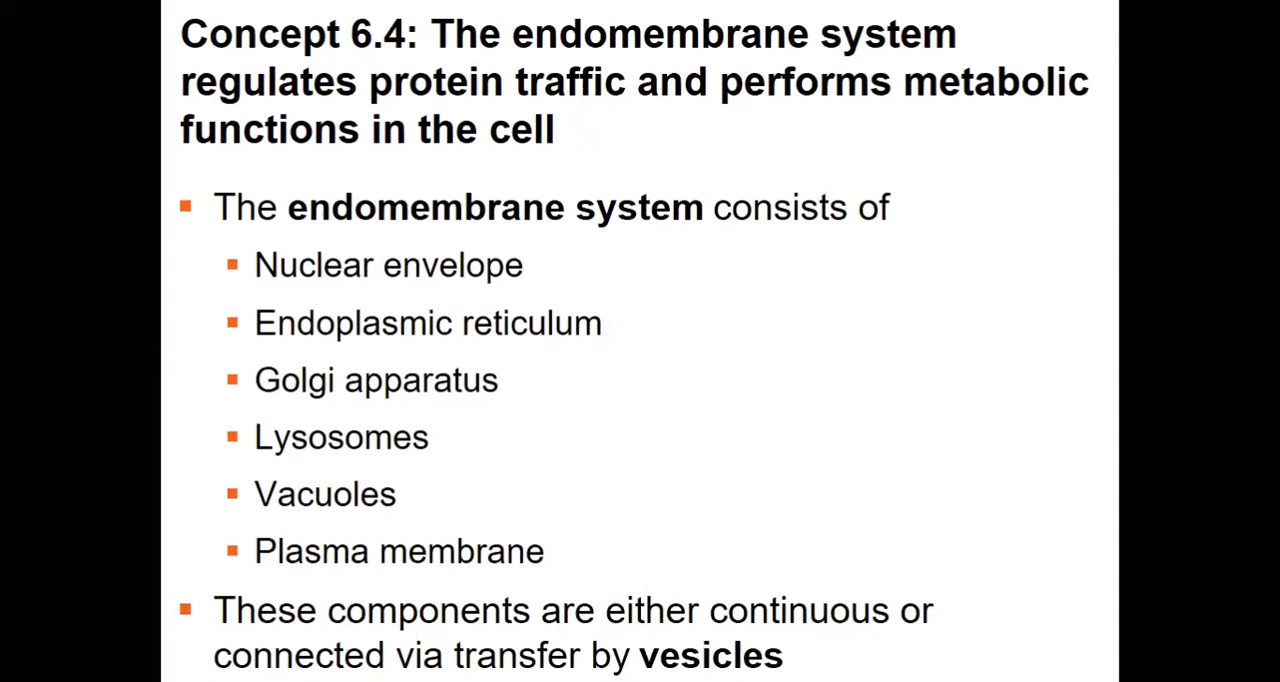 Concept 6.4: The endomembrane system
regulates protein traffic and performs metabolic
functions in the cell
The endomembrane system consists of
Nuclear envelope
Endoplasmic reticulum
Golgi apparatus
Lysosomes
Vacuoles
Plasma membrane
These components are either continuous or
connected via transfer by vesicles